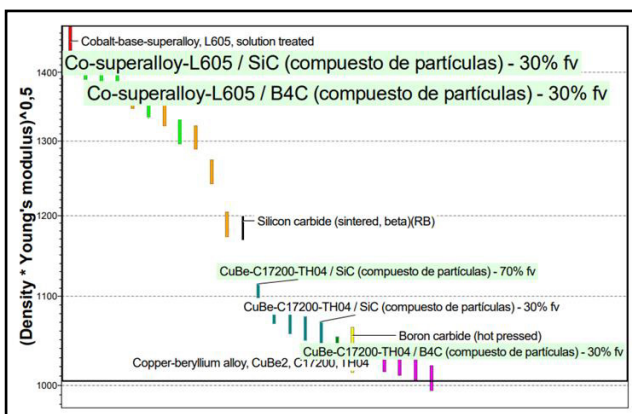 Cobalt-base-superalloy, L605, solution treated
Co-superalloy-L605 / SiC (compuesto de partículas) - 30% fv
1400
Co-superalloy-L605 / B4C (compuesto de partículas) - 30% fv
1300
(Density * Young's modulus)^0,5
1200
Silicon carbide (sintered, beta)(RB)
CuBe-C17200-TH04 / SiC (compuesto de partículas) - 70% fv
1100
CuBe-C17200-TH04 / SiC (compuesto de partículas) - 30% fv
Boron carbide (hot pressed)
CuBe-C17200-TH04 / B4C (compuesto de partículas) - 30% fv
Copper-beryllium alloy, CuBe2, C17200, TH04
1000